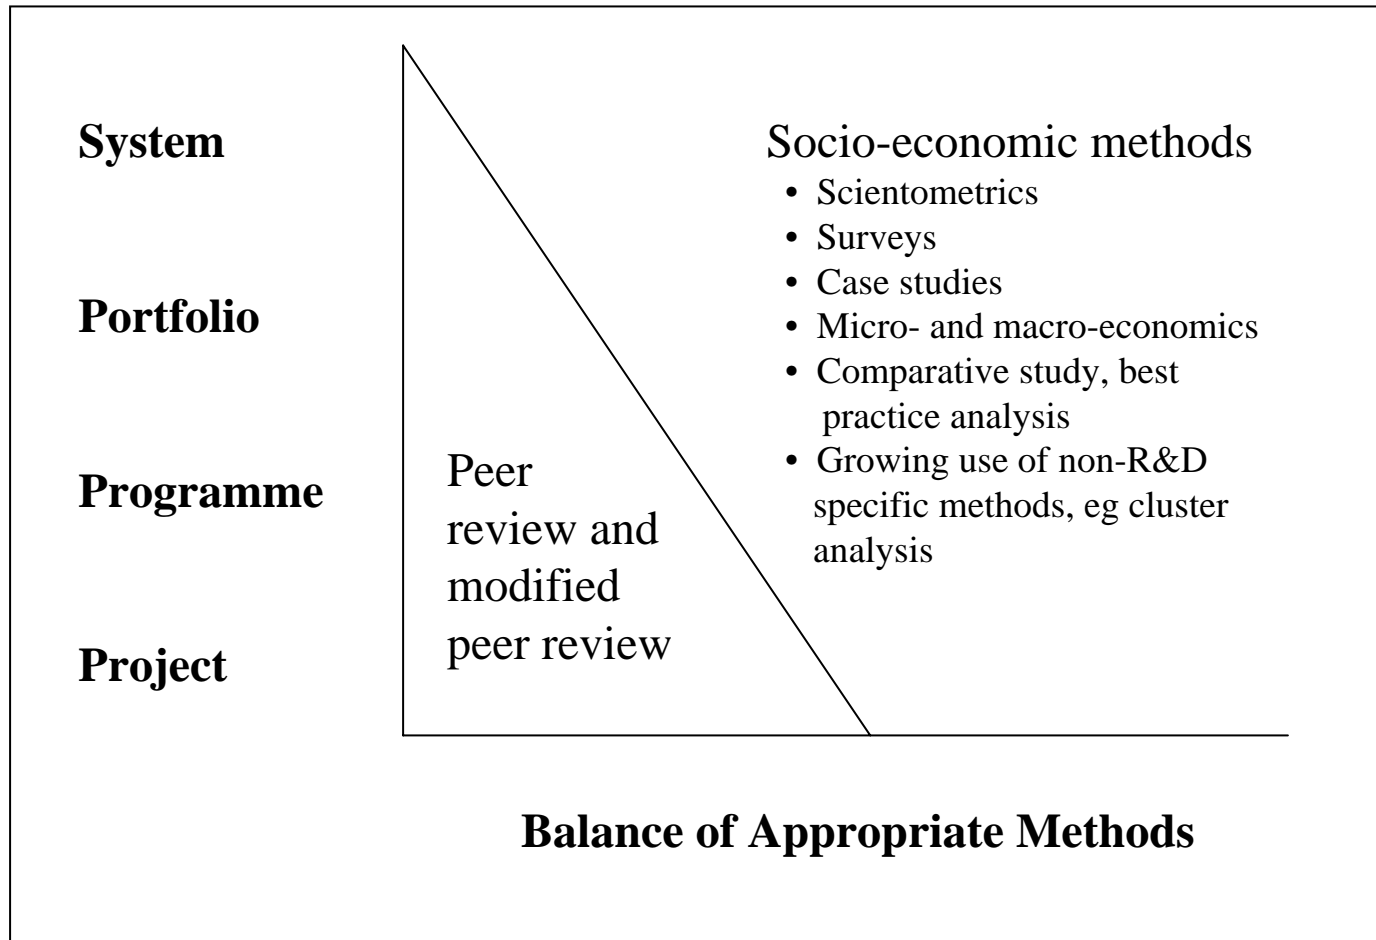 System
Portfolio
Programme
Project
Peer
review and
modified
peer review
Socio-economic methods
• Scientometrics
• Surveys
• Case studies
• Micro- and macro-economics
• Comparative study, best
practice analysis
• Growing use of non-R&D
specific methods, eg cluster
analysis
Balance of Appropriate Methods